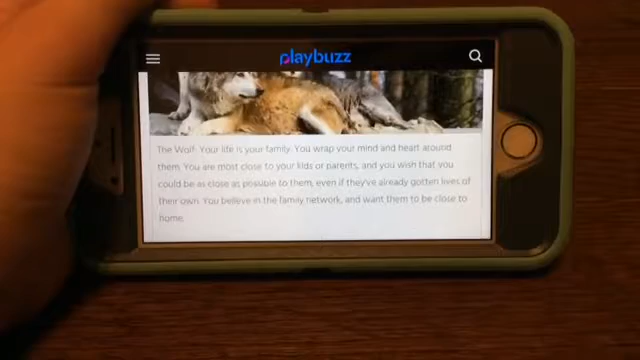 playbuzz
The Wolf: Your life is your family. You wrap your mind and heart around
them. You are most close to your kids or parents, and you wish that you
could be as close as possible to them, even if they've already gotten lives of
their own. You believe in the family network, and want them to be close to
home.